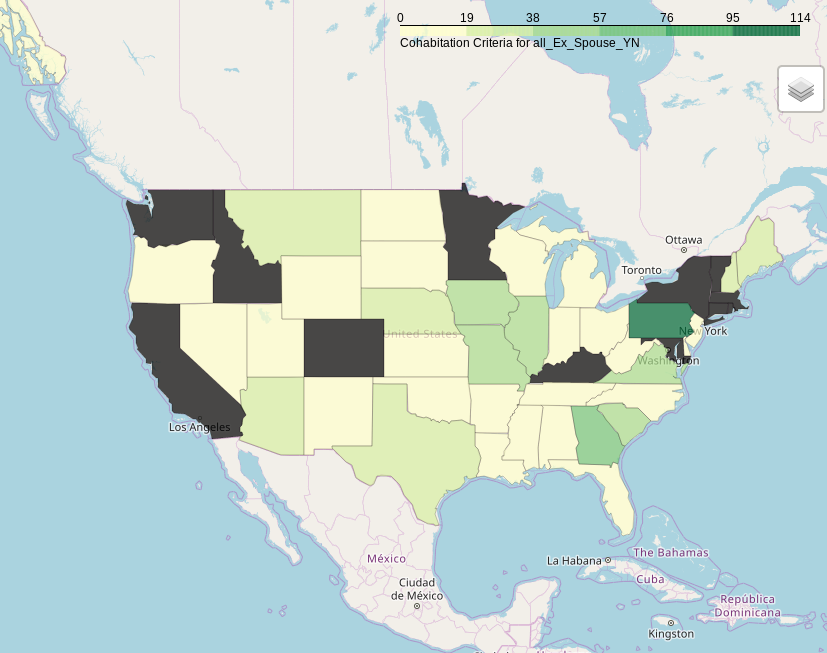 0 19 38 57 76 95 114
Cohabitation Criteria for all_Ex_Spouse_YN
Ottawa
Toronto
United States
New York
Washington
Los Angeles
La Habana
The Bahamas
México
Cuba
Ciudad
de México
República
Dominicana
Kingston